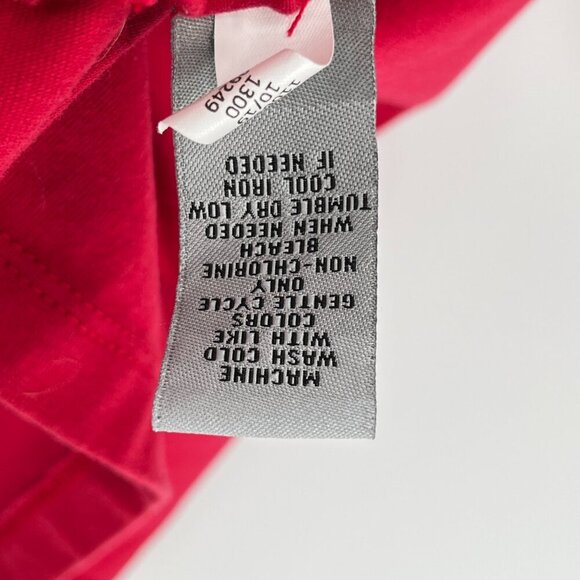 MACHINE
WASH COLD
WITH LIKE
COLORS
GENTLE CYCLE
ONLY
NON-CHLORINE
BLEACH
WHEN NEEDED
TUMBLE DRY LOW
COOL IRON
IF NEEDED
1300